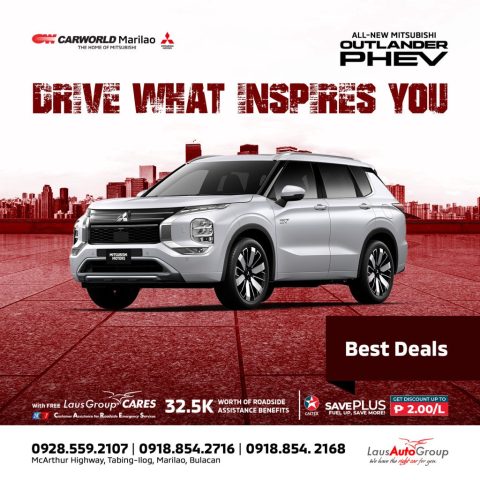 CW CARWORLD Marilao
THE HOME OF MITSUBISHI
MITSUBISHI MOTORS
ALL-NEW MITSUBISHI
OUTLANDER
PHEV
DRIVE WHAT INSPIRES YOU
MITSUBISHI
MOTORS
Best Deals
with FREE LausGroup CARES
Customer Assistance for Roadside Emergency Services
32.5K WORTH OF ROADSIDE
ASSISTANCE BENEFITS
CALTEX
SAVEPLUS
FUEL UP, SAVE MORE!
GET DISCOUNT UP TO
₱ 2.00/L
0928.559.2107 | 0918.854.2716 | 0918.854. 2168
McArthur Highway, Tabing-Ilog, Marilao, Bulacan
LausAutoGroup
We have the right car for you.